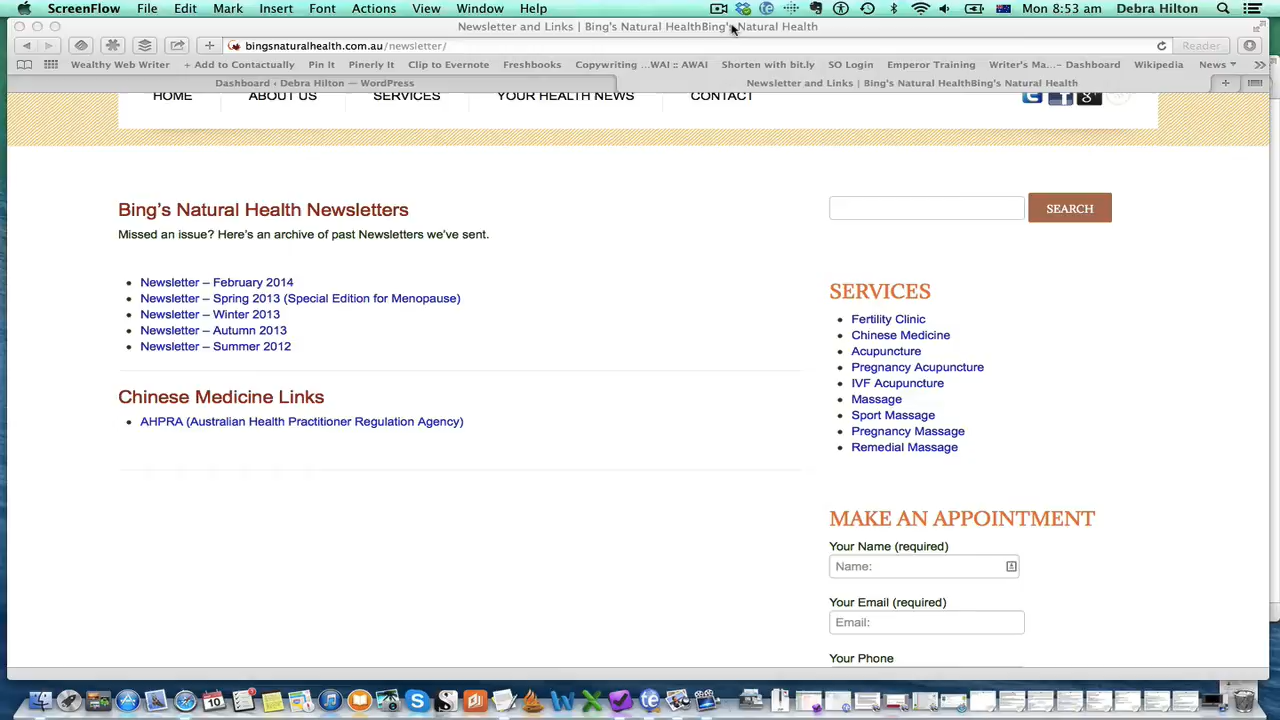 ScreenFlow File Edit Mark Insert Font Actions View Window Help Mon 8:53 am Debra Hilton
Newsletter and Links | Bing's Natural HealthBing's Natural Health
bingsnaturalhealth.com.au/newsletter/ Reader
Wealthy Web Writer + Add to Contactually Pin It Pinerly It Clip to Evernote Freshbooks Copywriting ...WAI :: AWAI Shorten with bit.ly SO Login Emperor Training Writer's Ma...– Dashboard Wikipedia News
Dashboard ‹ Debra Hilton — WordPress Newsletter and Links | Bing's Natural HealthBing's Natural Health
HOME ABOUT US SERVICES YOUR HEALTH NEWS CONTACT
Bing's Natural Health Newsletters
Missed an issue? Here's an archive of past Newsletters we've sent.
Newsletter – February 2014
Newsletter – Spring 2013 (Special Edition for Menopause)
Newsletter – Winter 2013
Newsletter – Autumn 2013
Newsletter – Summer 2012
Chinese Medicine Links
AHPRA (Australian Health Practitioner Regulation Agency)
SEARCH
SERVICES
Fertility Clinic
Chinese Medicine
Acupuncture
Pregnancy Acupuncture
IVF Acupuncture
Massage
Sport Massage
Pregnancy Massage
Remedial Massage
MAKE AN APPOINTMENT
Your Name (required)
Name:
Your Email (required)
Email:
Your Phone